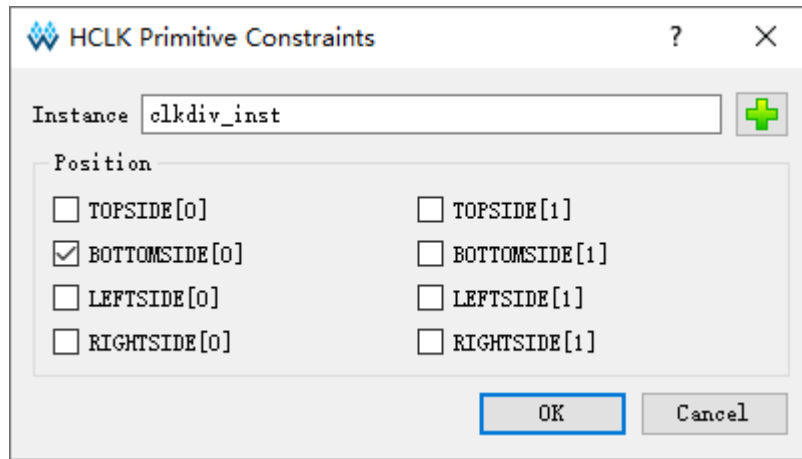 HCLK Primitive Constraints ?
Instance clkdiv_inst
Position
TOPSIDE[0] TOPSIDE[1]
BOTTOMSIDE[0] BOTTOMSIDE[1]
LEFTSIDE[0] LEFTSIDE[1]
RIGHTSIDE[0] RIGHTSIDE[1]
OK Cancel